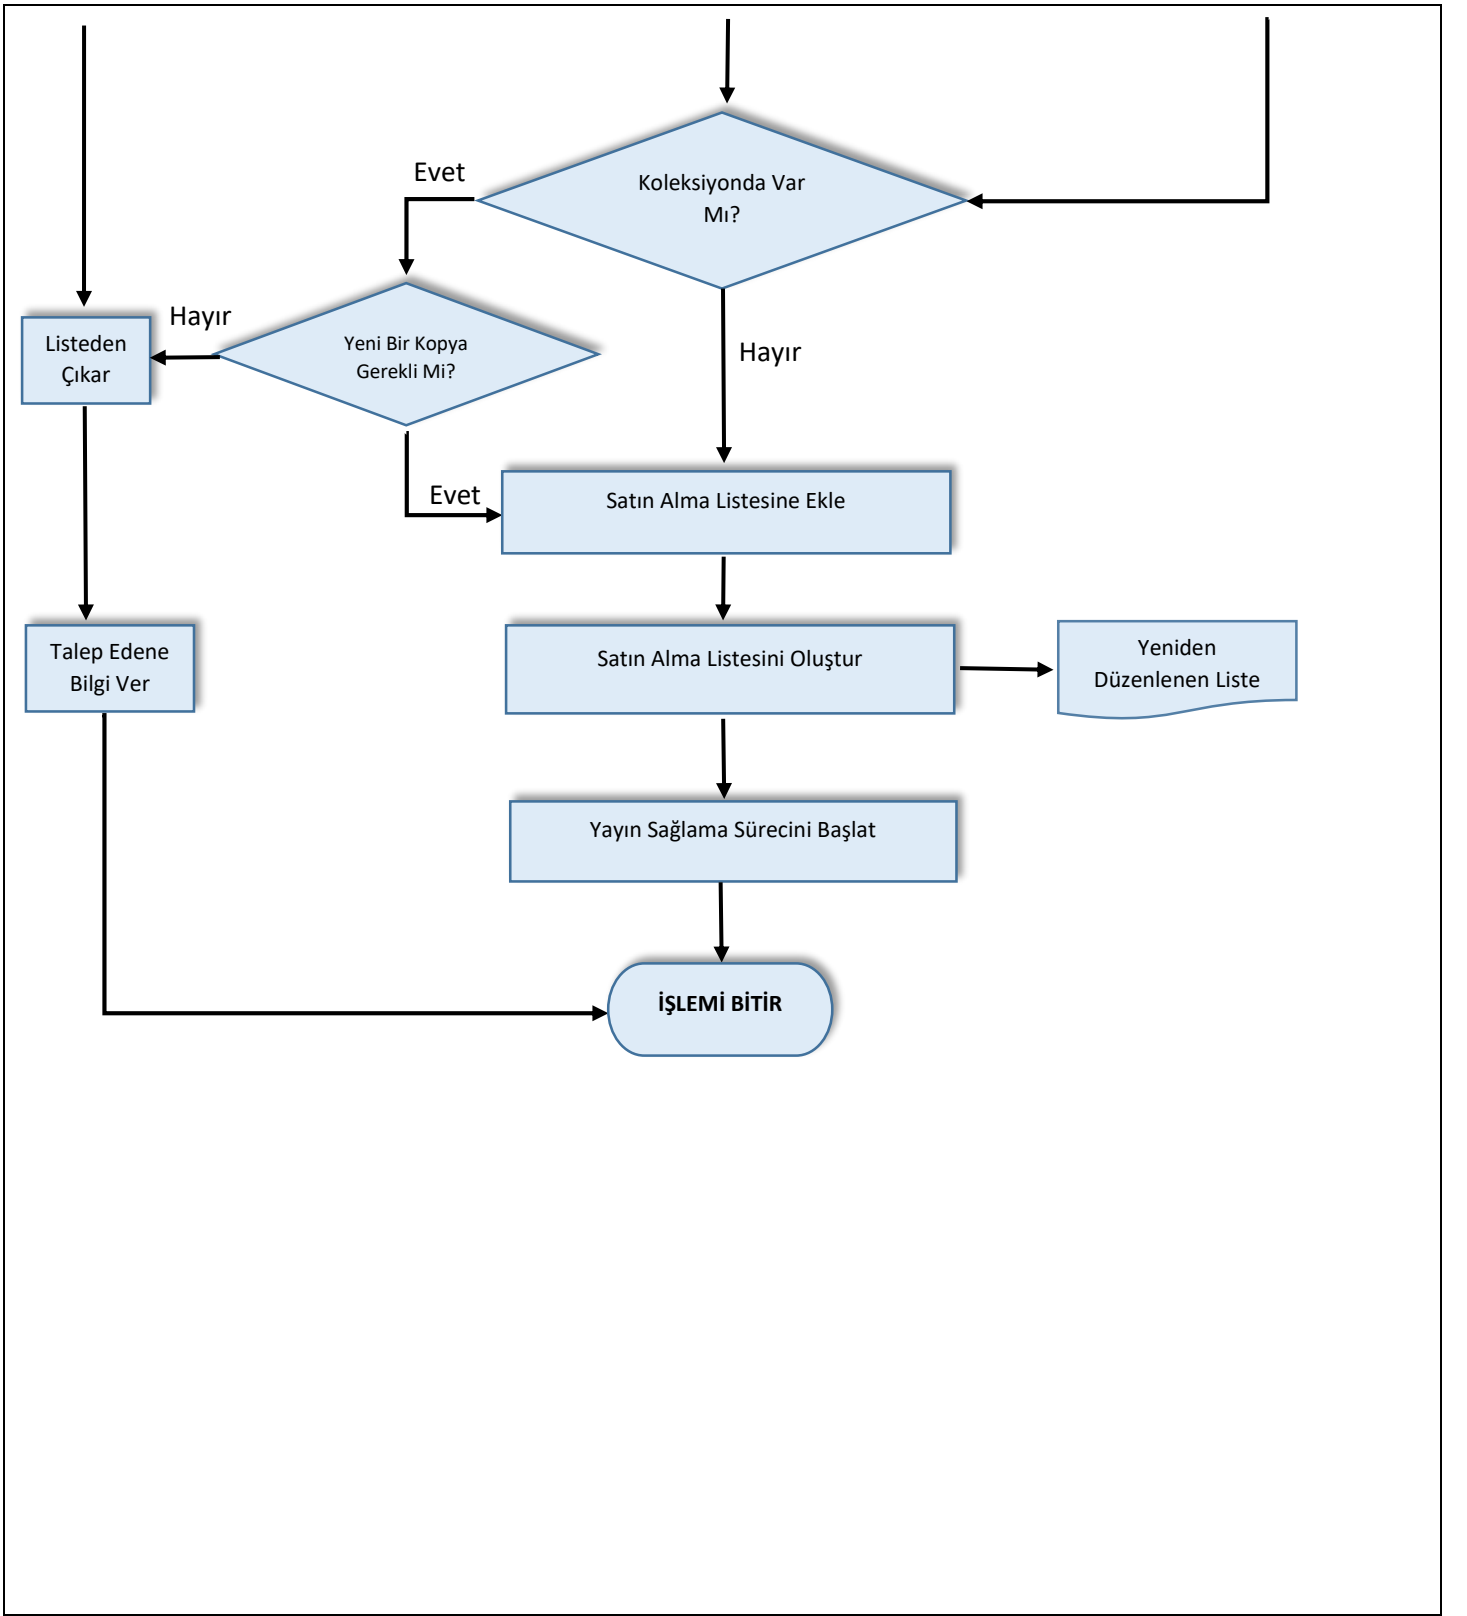 Evet
Koleksiyonda Var
Mı?
Hayır
Listeden
Çıkar
Yeni Bir Kopya
Gerekli Mi?
Hayır
Evet
Satın Alma Listesine Ekle
Talep Edene
Bilgi Ver
Satın Alma Listesini Oluştur
Yeniden
Düzenlenen Liste
Yayın Sağlama Sürecini Başlat
İŞLEMİ BİTİR